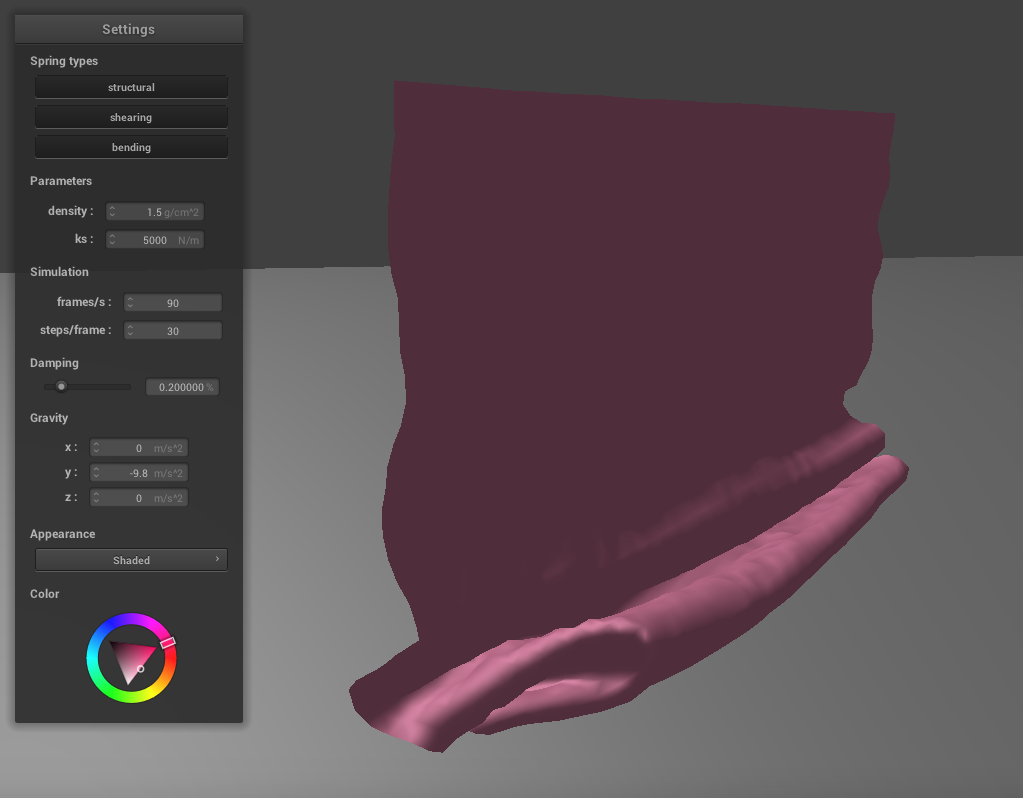 Settings
Spring types
structural
shearing
bending
Parameters
density : 1.5 g/cm^2
ks : 5000 N/m
Simulation
frames/s : 90
steps/frame : 30
Damping
0.200000 %
Gravity
x : 0 m/s^2
y : -9.8 m/s^2
z : 0 m/s^2
Appearance
Shaded ›
Color